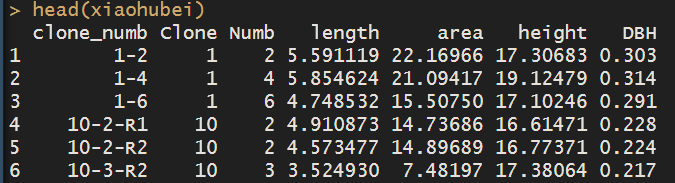 > head(xiaohubei)
clone_numb Clone Numb length area height DBH
1 1-2 1 2 5.591119 22.16966 17.30683 0.303
2 1-4 1 4 5.854624 21.09417 19.12479 0.314
3 1-6 1 6 4.748532 15.50750 17.10246 0.291
4 10-2-R1 10 2 4.910873 14.73686 16.61471 0.228
5 10-2-R2 10 2 4.573477 14.89689 16.77371 0.224
6 10-3-R2 10 3 3.524930 7.48197 17.38064 0.217